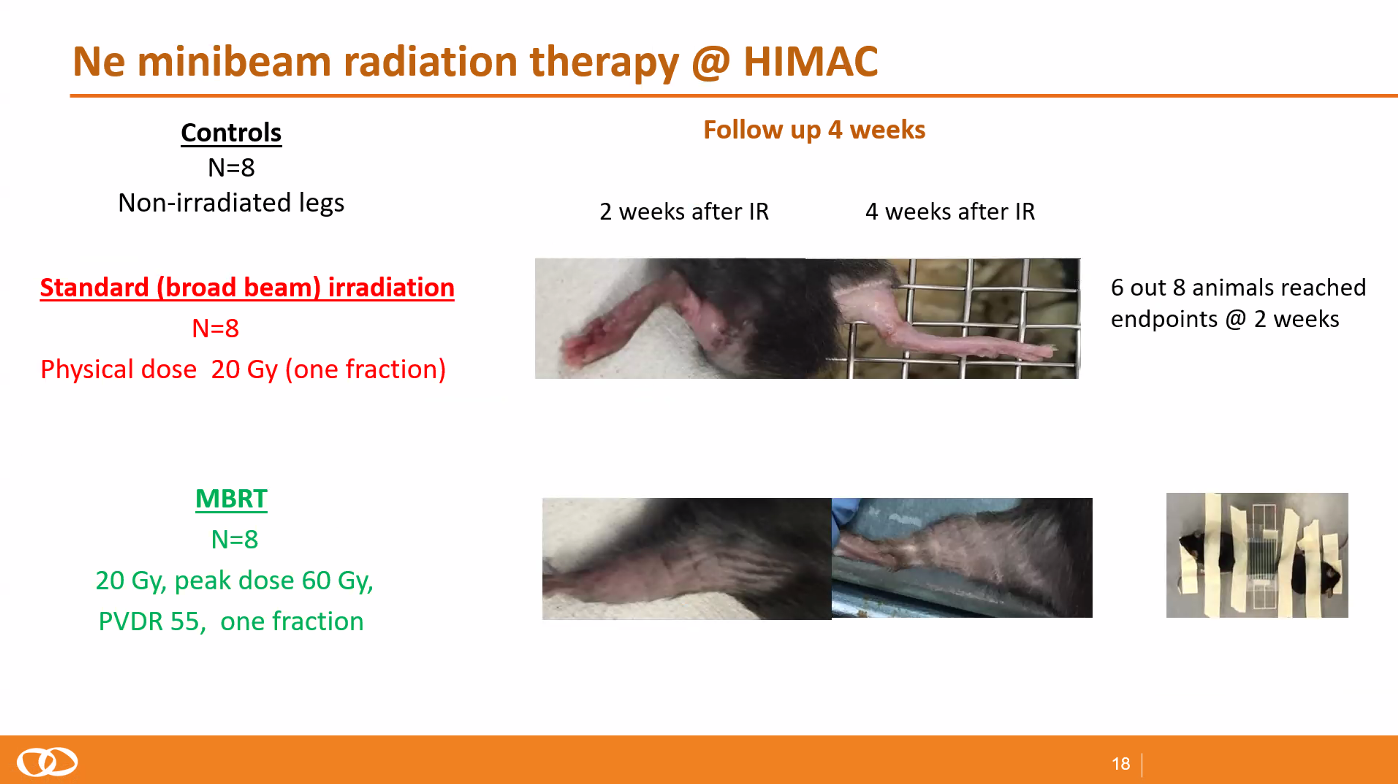 Ne minibeam radiation therapy @ HIMAC
Controls
N=8
Non-irradiated legs
Follow up 4 weeks
2 weeks after IR
4 weeks after IR
Standard (broad beam) irradiation
N=8
Physical dose 20 Gy (one fraction)
6 out 8 animals reached
endpoints @ 2 weeks
MBRT
N=8
20 Gy, peak dose 60 Gy,
PVDR 55, one fraction
18